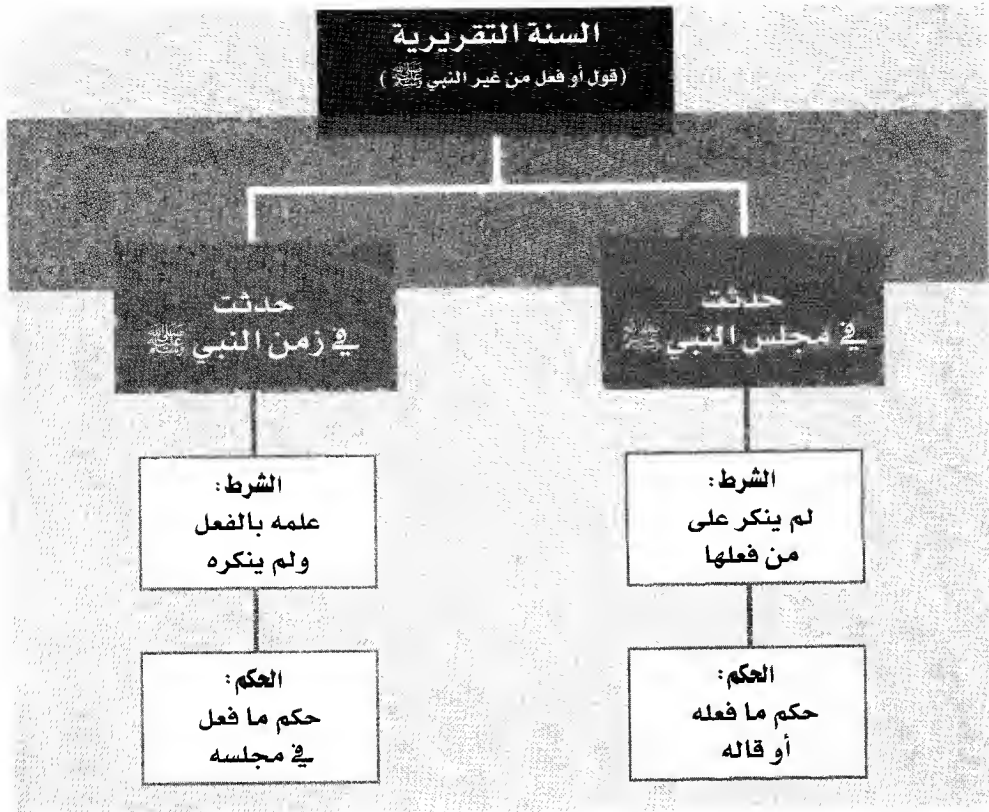 السنة التقريرية
(قول أو فعل من غير النبي ﷺ)
حدثت
في مجلس النبي ﷺ
الشرط:
لم ينكر على
من فعلها
الحكم:
حكم ما فعله
أو قاله
حدثت
في زمن النبي ﷺ
الشرط:
علمه بالفعل
ولم ينكره
الحكم:
حكم ما فعل
في مجلسه